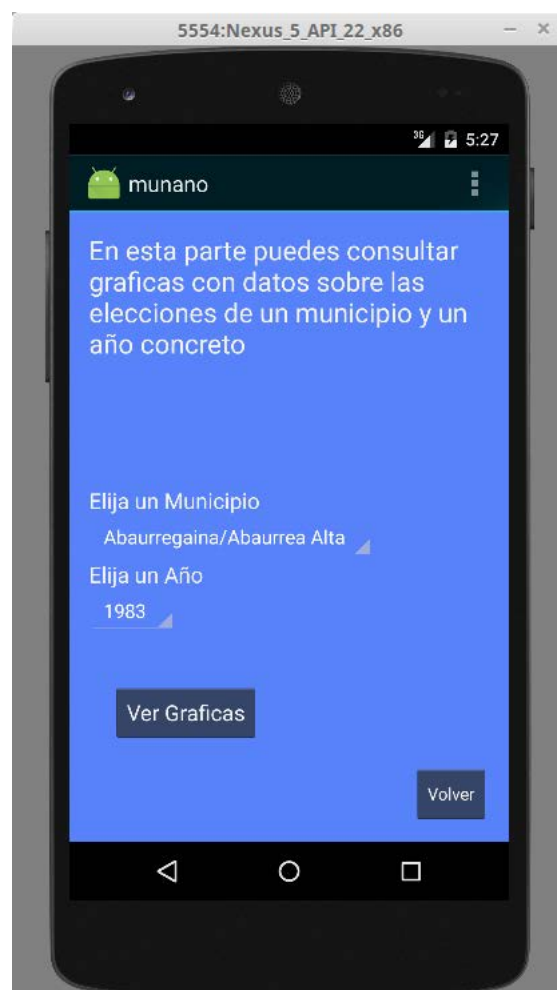 5554:Nexus_5_API_22_x86
3G 5:27
munano
En esta parte puedes consultar
graficas con datos sobre las
elecciones de un municipio y un
año concreto
Elija un Municipio
Abaurregaina/Abaurrea Alta
Elija un Año
1983
Ver Graficas
Volver